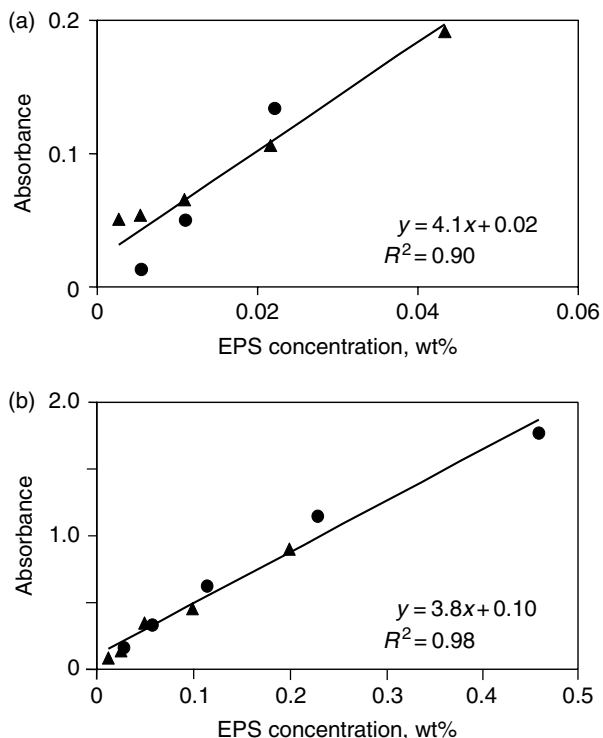 (a)
0.2
0.1
0
Absorbance
y = 4.1x + 0.02
R² = 0.90
0 0.02 0.04 0.06
EPS concentration, wt%
(b)
2.0
1.0
0
Absorbance
y = 3.8x + 0.10
R² = 0.98
0 0.1 0.2 0.3 0.4 0.5
EPS concentration, wt%